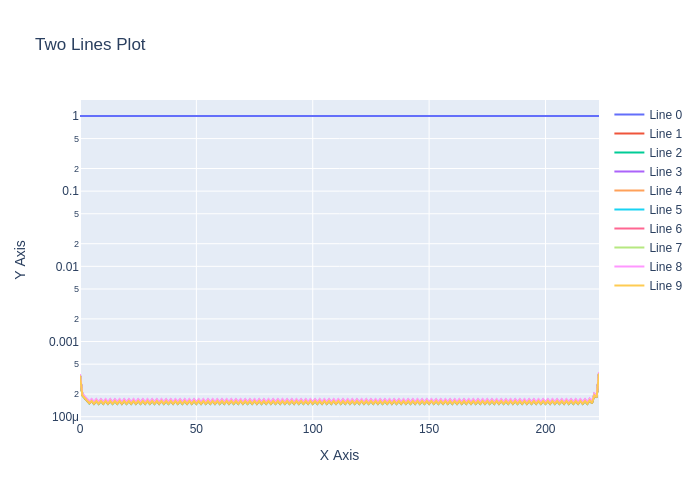 Two Lines Plot
Y Axis
1
5
2
0.1
5
2
0.01
5
2
0.001
5
2
100μ
0
50
100
150
200
X Axis
Line 0
Line 1
Line 2
Line 3
Line 4
Line 5
Line 6
Line 7
Line 8
Line 9